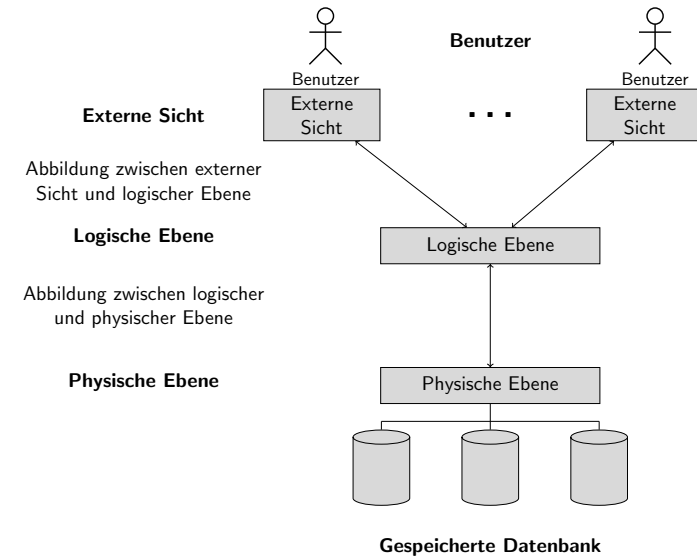 Benutzer
Benutzer
Benutzer
Externe Sicht
Externe
Sicht
. . .
Externe
Sicht
Abbildung zwischen externer
Sicht und logischer Ebene
Logische Ebene
Logische Ebene
Abbildung zwischen logischer
und physischer Ebene
Physische Ebene
Physische Ebene
Gespeicherte Datenbank